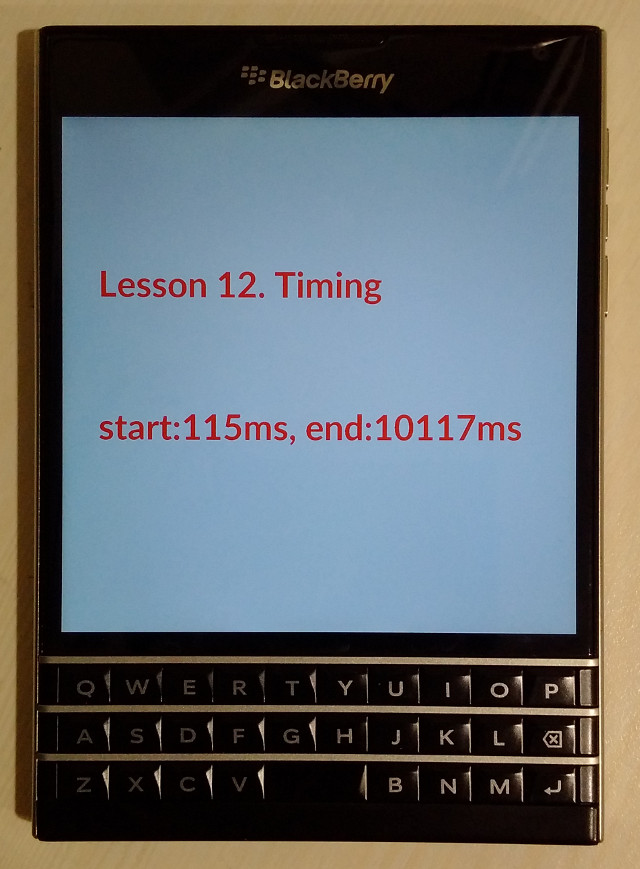 BlackBerry
Lesson 12. Timing
start:115ms, end:10117ms
Q W E R T Y U I O P
A S D F G H J K L
Z X C V B N M